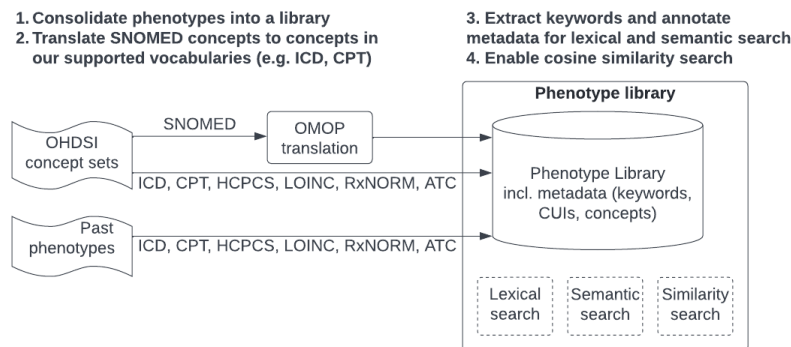 1. Consolidate phenotypes into a library
2. Translate SNOMED concepts to concepts in
our supported vocabularies (e.g. ICD, CPT)
3. Extract keywords and annotate
metadata for lexical and semantic search
4. Enable cosine similarity search
Phenotype library
OHDSI
concept sets
SNOMED
OMOP
translation
ICD, CPT, HCPCS, LOINC, RxNORM, ATC
Past
phenotypes
ICD, CPT, HCPCS, LOINC, RxNORM, ATC
Phenotype Library
incl. metadata (keywords,
CUIs, concepts)
Lexical
search
Semantic
search
Similarity
search